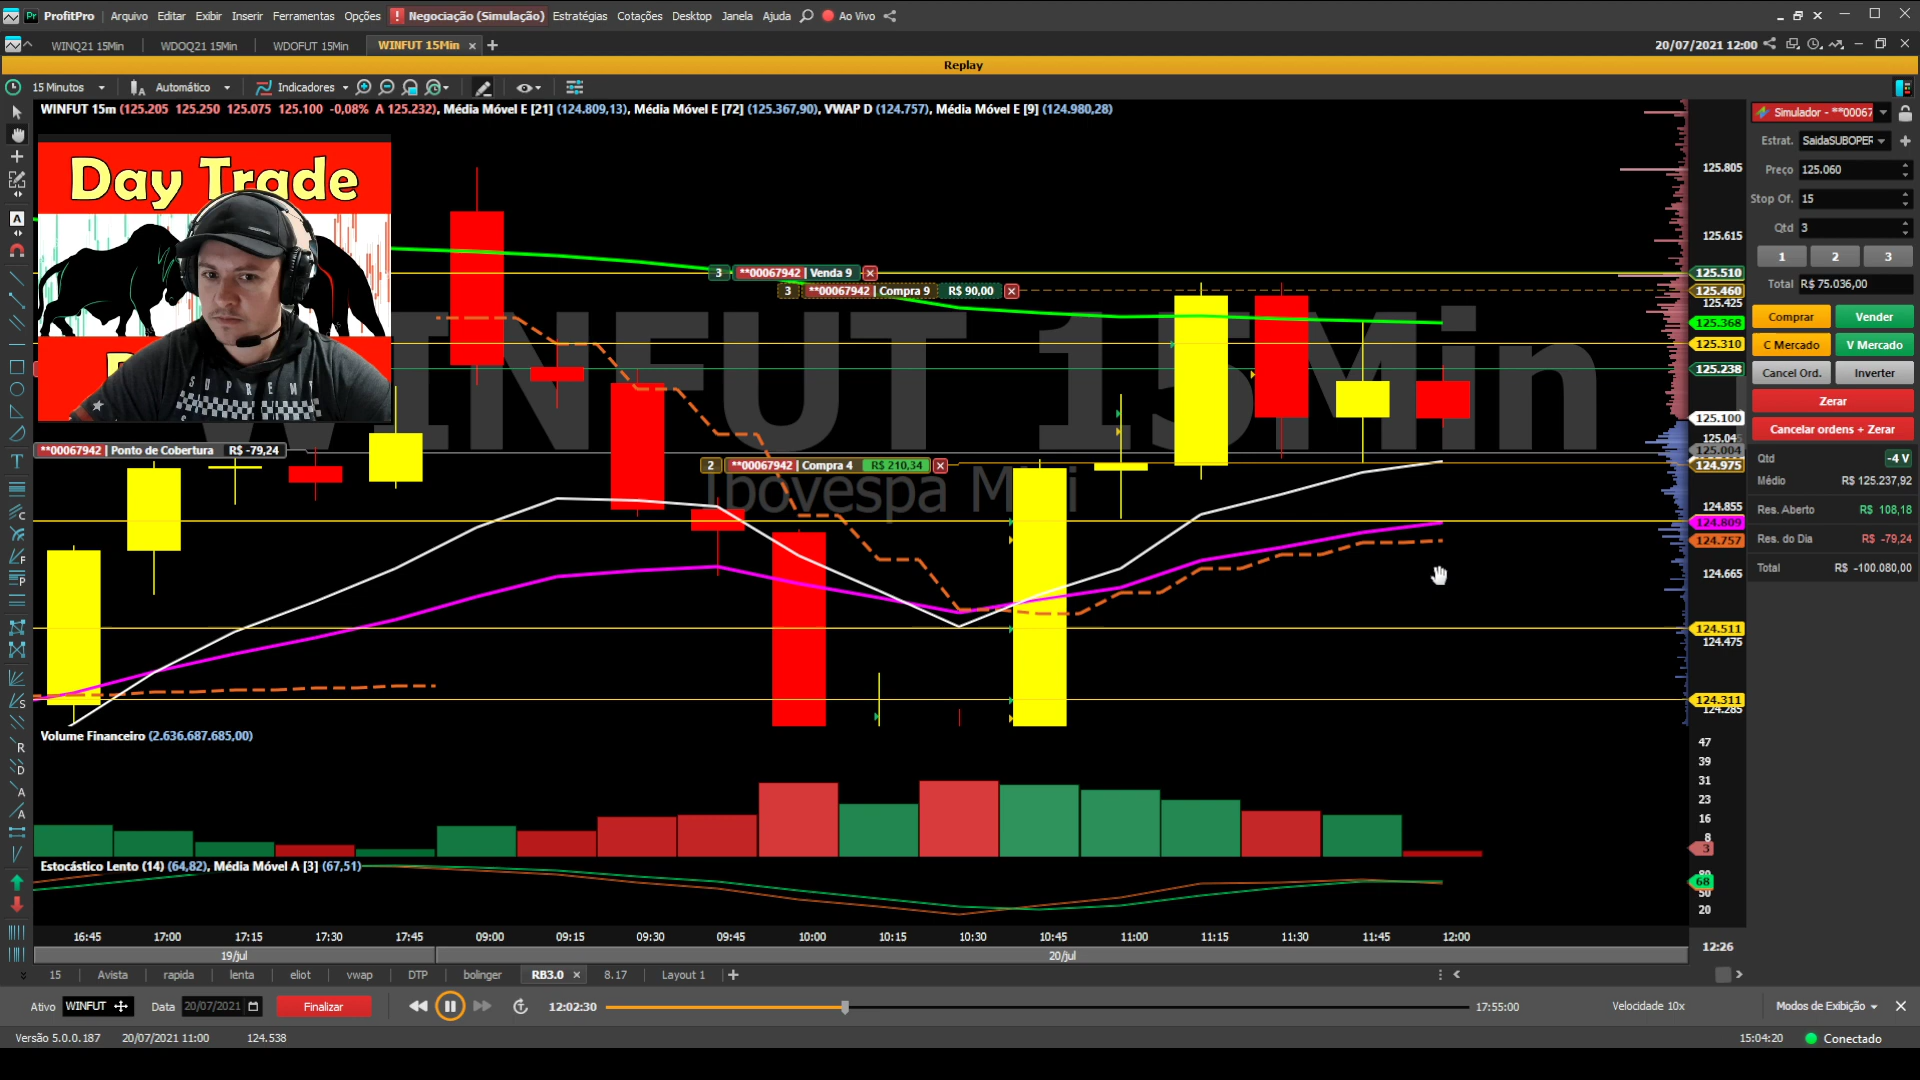 ProfitPro Arquivo Editar Exibir Inserir Ferramentas Opções ! Negociação (Simulação) Estratégias Cotações Desktop Janela Ajuda Ao Vivo
WINQ21 15Min WDOQ21 15Min WDOFUT 15Min WINFUT 15Min 20/07/2021 12:00
Replay
15 Minutos Automático Indicadores
WINFUT 15m (125.205 125.250 125.075 125.100 -0,08% A 125.232), Média Móvel E [21] (124.809,13), Média Móvel E [72] (125.367,90), VWAP D (124.757), Média Móvel E [9] (124.980,28)
Day Trade
SUPREME
WINFUT 15Min
Ibovespa Mini
3 **00067942 | Venda 9
3 **00067942 | Compra 9 R$ 90,00
**00067942 | Ponto de Cobertura R$ -79,24
2 **00067942 | Compra 4 R$ 210,34
125.805
125.615
125.510
125.460
125.425
125.368
125.310
125.238
125.100
125.004
124.975
124.855
124.809
124.757
124.665
124.511
124.475
124.311
124.285
Simulador - **00067
Estrat. SaidaSUBOPER
Preço 125.060
Stop Of. 15
Qtd 3
1 2 3
Total R$ 75.036,00
Comprar Vender
C Mercado V Mercado
Cancel Ord. Inverter
Zerar
Cancelar ordens + Zerar
Qtd -4 V
Médio R$ 125.237,92
Res. Aberto R$ 108,18
Res. do Dia R$ -79,24
Total R$ -100.080,00
Volume Financeiro (2.636.687.685,00)
47
39
31
23
16
8
3
Estocástico Lento (14) (64,82), Média Móvel A [3] (67,51)
80
68
50
20
16:45 17:00 17:15 17:30 17:45 09:00 09:15 09:30 09:45 10:00 10:15 10:30 10:45 11:00 11:15 11:30 11:45 12:00 12:26
19/jul 20/jul
15 Avista rapida lenta eliot vwap DTP bolinger RB3.0 8.17 Layout 1
Ativo WINFUT Data 20/07/2021 Finalizar 12:02:30 17:55:00 Velocidade 10x Modos de Exibição
Versão 5.0.0.187 20/07/2021 11:00 124.538 15:04:20 Conectado